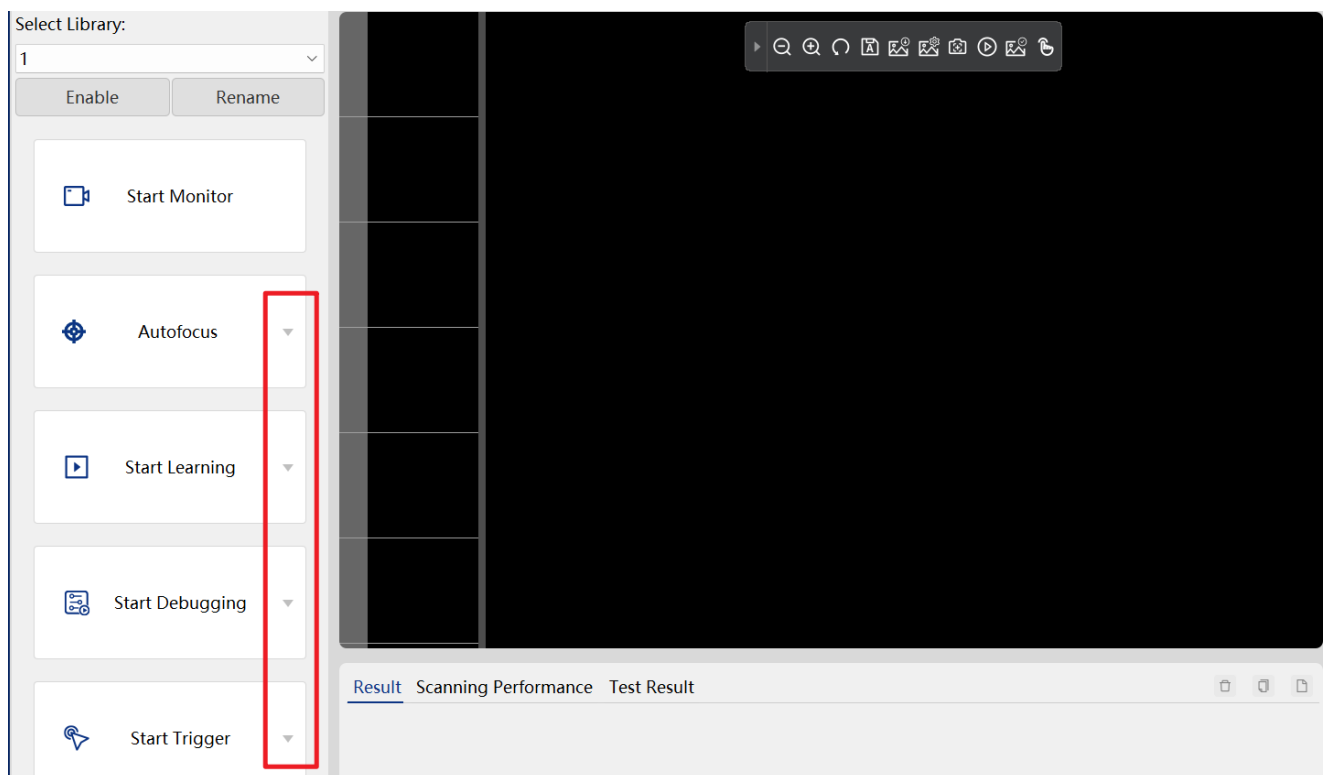 Select Library:
1
Enable
Rename
Start Monitor
Autofocus
Start Learning
Start Debugging
Start Trigger
Result Scanning Performance Test Result